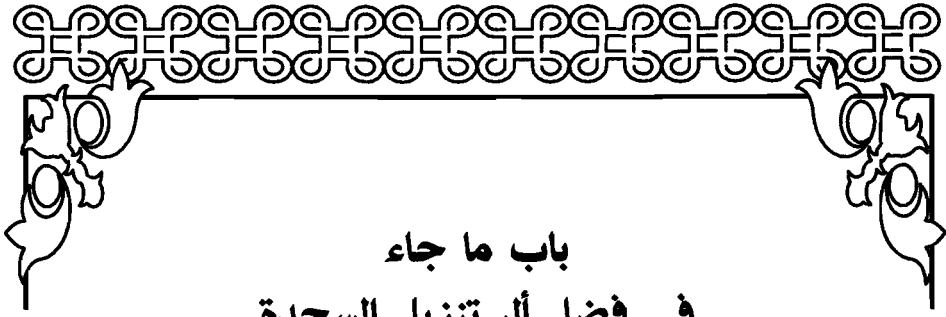 باب ما جاء
في فضل ألم تنزيل السجدة